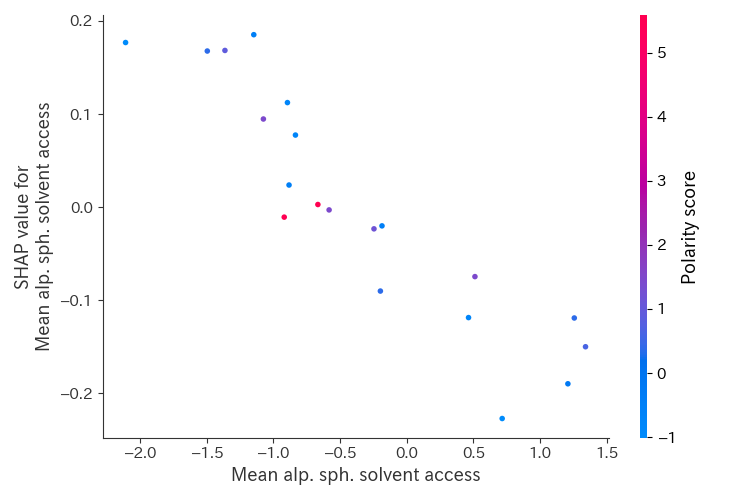 0.2
0.1
0.0
−0.1
−0.2
SHAP value for
Mean alp. sph. solvent access
−2.0 −1.5 −1.0 −0.5 0.0 0.5 1.0 1.5
Mean alp. sph. solvent access
5
4
3
2
1
0
−1
Polarity score